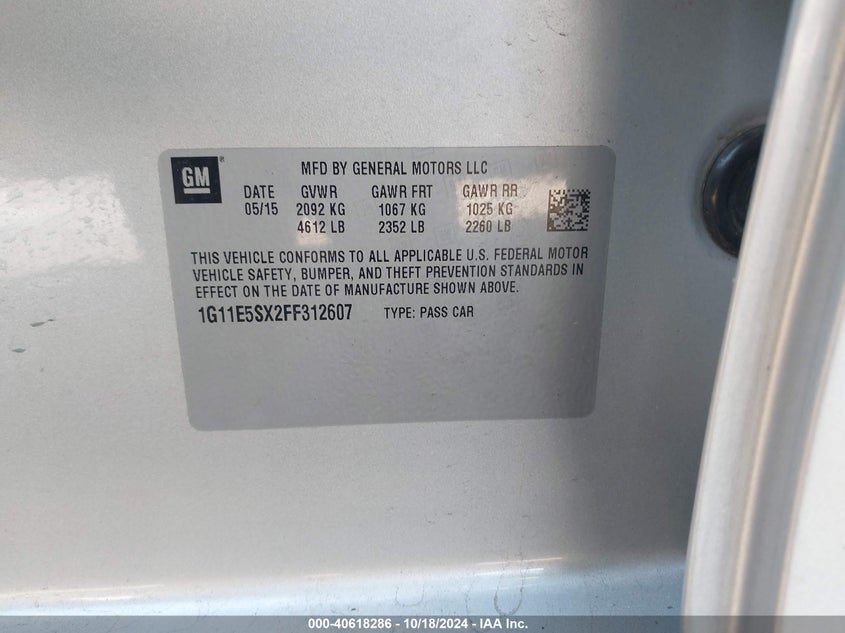 GM
MFD BY GENERAL MOTORS LLC
DATE GVWR GAWR FRT GAWR RR
05/15 2092 KG 1067 KG 1025 KG
4612 LB 2352 LB 2260 LB
THIS VEHICLE CONFORMS TO ALL APPLICABLE U.S. FEDERAL MOTOR
VEHICLE SAFETY, BUMPER, AND THEFT PREVENTION STANDARDS IN
EFFECT ON THE DATE OF MANUFACTURE SHOWN ABOVE.
1G11E5SX2FF312607 TYPE: PASS CAR
000-40618286 - 10/18/2024 - IAA Inc.